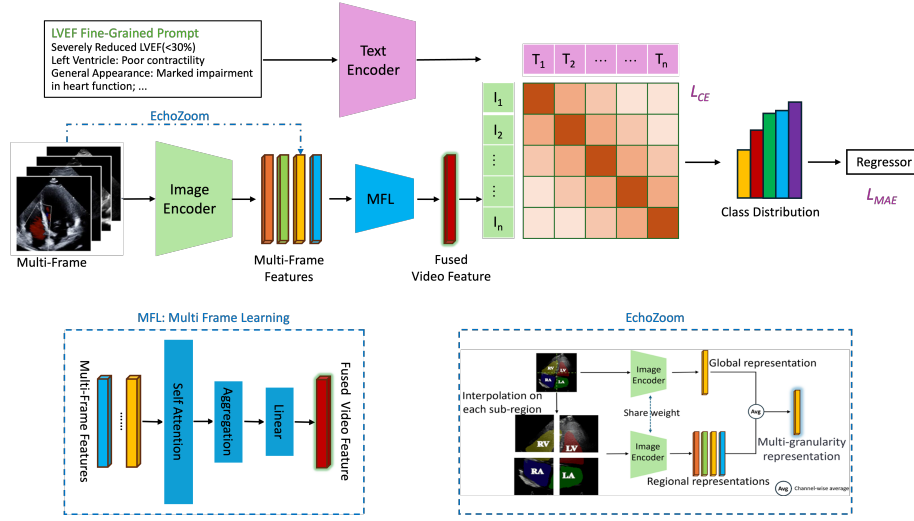 LVEF Fine-Grained Prompt
Severely Reduced LVEF(<30%)
Left Ventricle: Poor contractility
General Appearance: Marked impairment
in heart function; ...
Text
Encoder
T1 T2 ... ... Tn
LCE
I1
I2
⋮
⋮
In
EchoZoom
Image
Encoder
MFL
Multi-Frame
Multi-Frame
Features
Fused
Video Feature
Class Distribution
Regressor
LMAE
MFL: Multi Frame Learning
Multi-Frame Features
......
Self Attention
Aggregation
Linear
Fused Video Feature
EchoZoom
RV LV
RA LA
Interpolation on
each sub-region
Image
Encoder
Global representation
Share weight
Avg
RV LV
RA LA
Image
Encoder
Multi-granularity
representation
Regional representations
Avg Channel-wise average